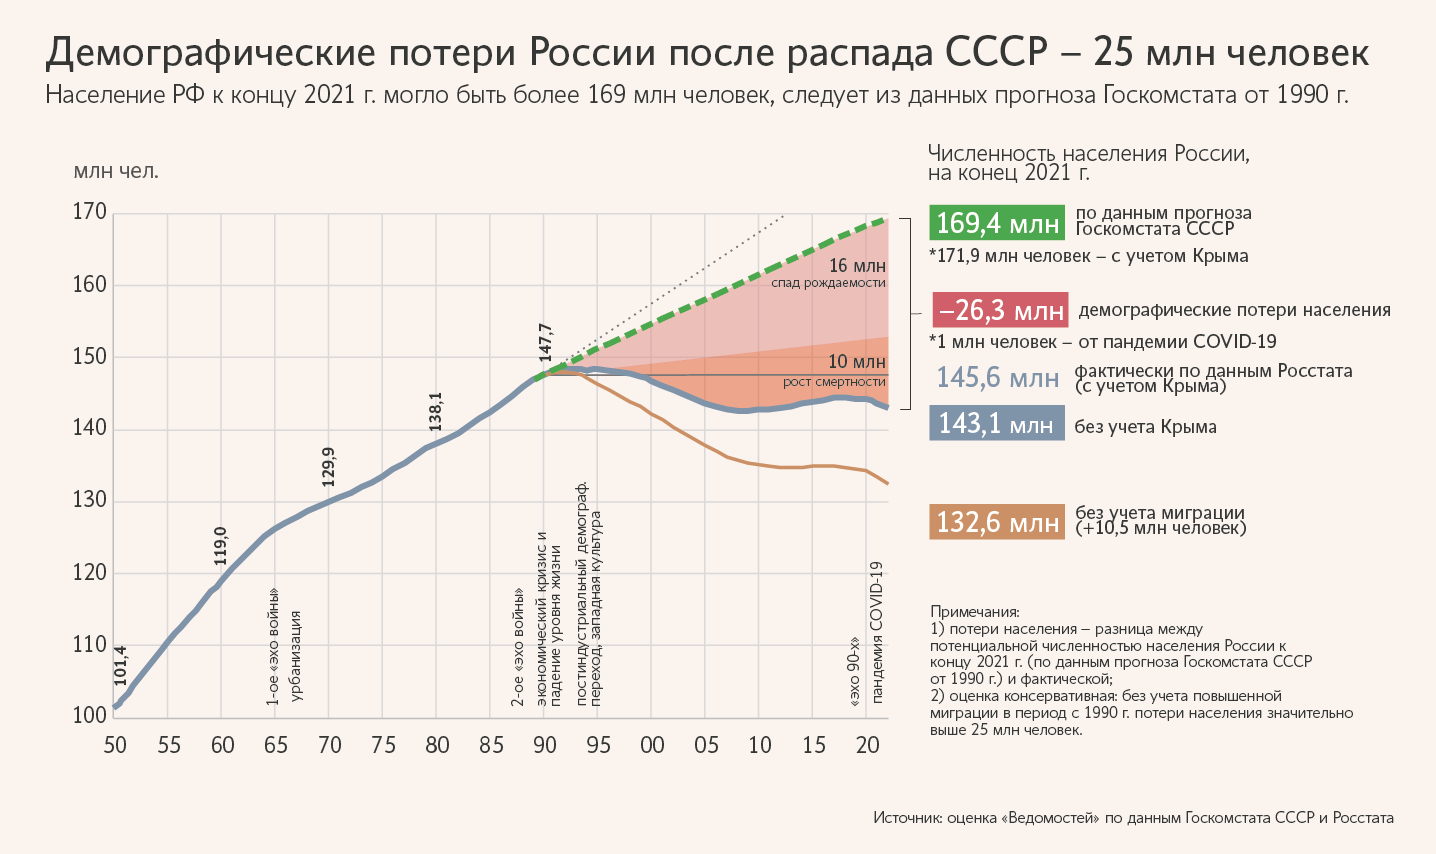 Демографические потери России после распада СССР – 25 млн человек
Население РФ к концу 2021 г. могло быть более 169 млн человек, следует из данных прогноза Госкомстата от 1990 г.
млн чел.
170
160
150
140
130
120
110
100
50 55 60 65 70 75 80 85 90 95 00 05 10 15 20
101,4
119,0
129,9
138,1
147,7
16 млн
спад рождаемости
10 млн
рост смертности
1-ое «эхо войны»
урбанизация
2-ое «эхо войны»
экономический кризис и
падение уровня жизни
постиндустриальный демограф.
переход, западная культура
«эхо 90-х»
пандемия COVID-19
Численность населения России,
на конец 2021 г.
169,4 млн
по данным прогноза
Госкомстата СССР
*171,9 млн человек – с учетом Крыма
–26,3 млн
демографические потери населения
*1 млн человек – от пандемии COVID-19
145,6 млн
фактически по данным Росстата
(с учетом Крыма)
143,1 млн
без учета Крыма
132,6 млн
без учета миграции
(+10,5 млн человек)
Примечания:
1) потери населения – разница между
потенциальной численностью населения России к
концу 2021 г. (по данным прогноза Госкомстата СССР
от 1990 г.) и фактической;
2) оценка консервативная: без учета повышенной
миграции в период с 1990 г. потери населения значительно
выше 25 млн человек.
Источник: оценка «Ведомостей» по данным Госкомстата СССР и Росстата